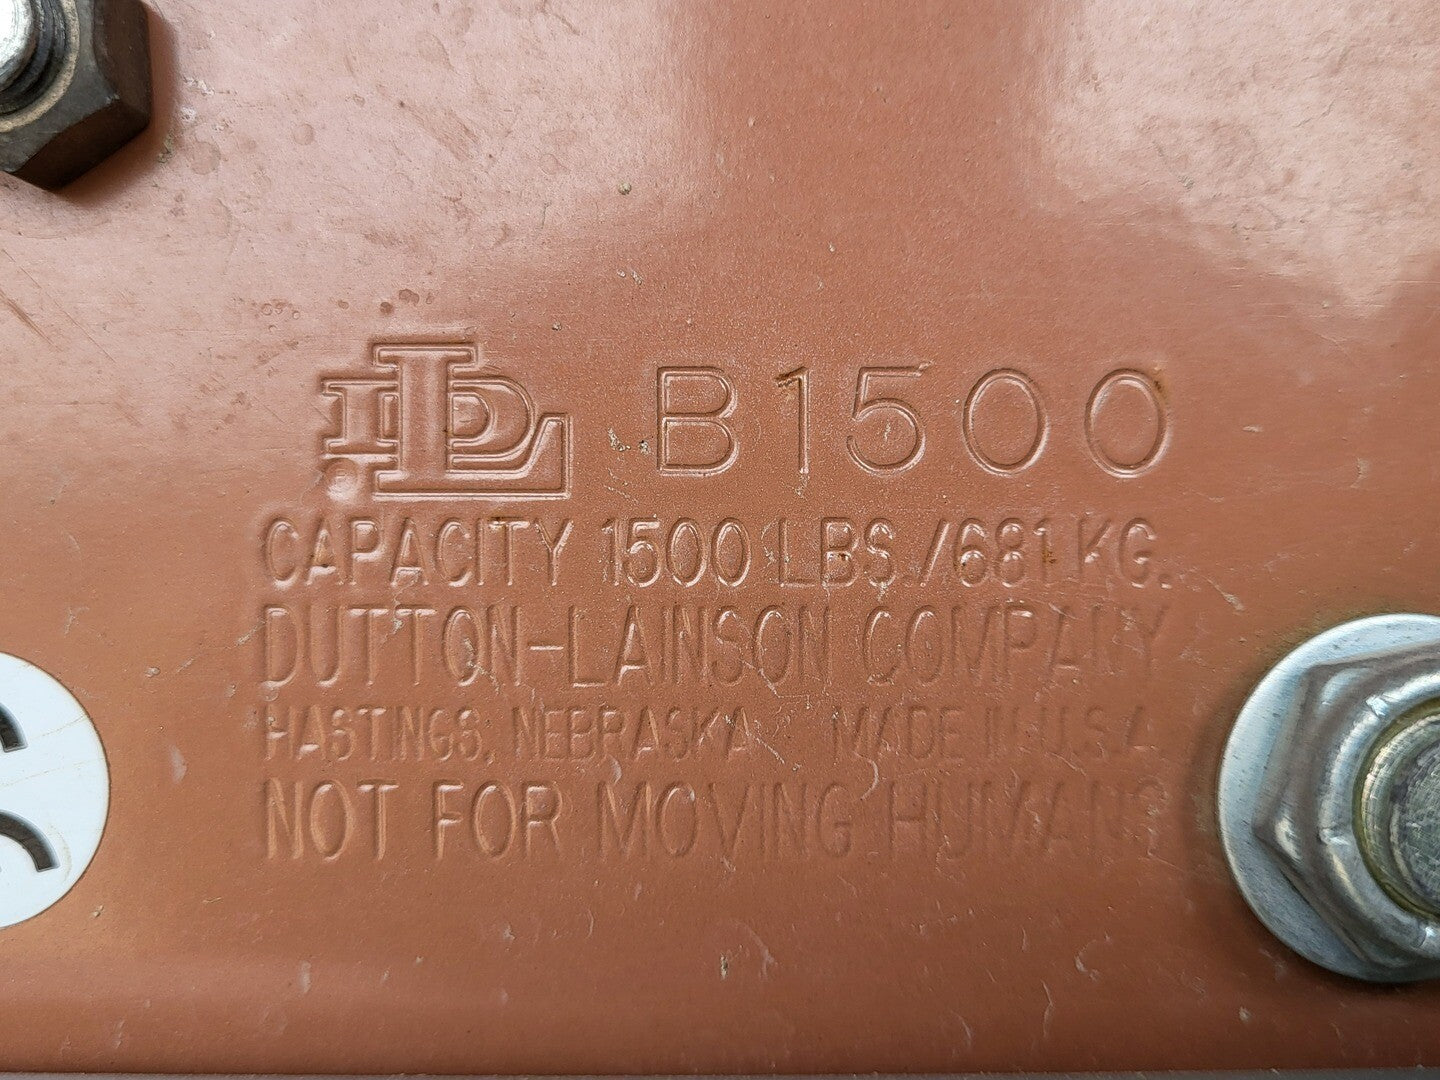 DL B1500
CAPACITY 1500 LBS./681 KG.
DUTTON-LAINSON COMPANY
HASTINGS, NEBRASKA MADE IN U.S.A.
NOT FOR MOVING HUMANS